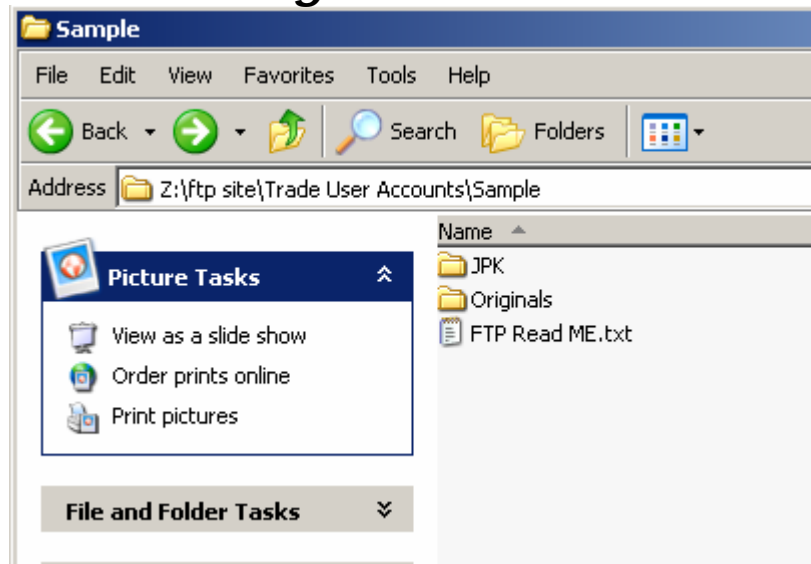 Sample
File Edit View Favorites Tools Help
Back Search Folders
Address Z:\ftp site\Trade User Accounts\Sample
Name
Picture Tasks
JPK
Originals
FTP Read ME.txt
View as a slide show
Order prints online
Print pictures
File and Folder Tasks